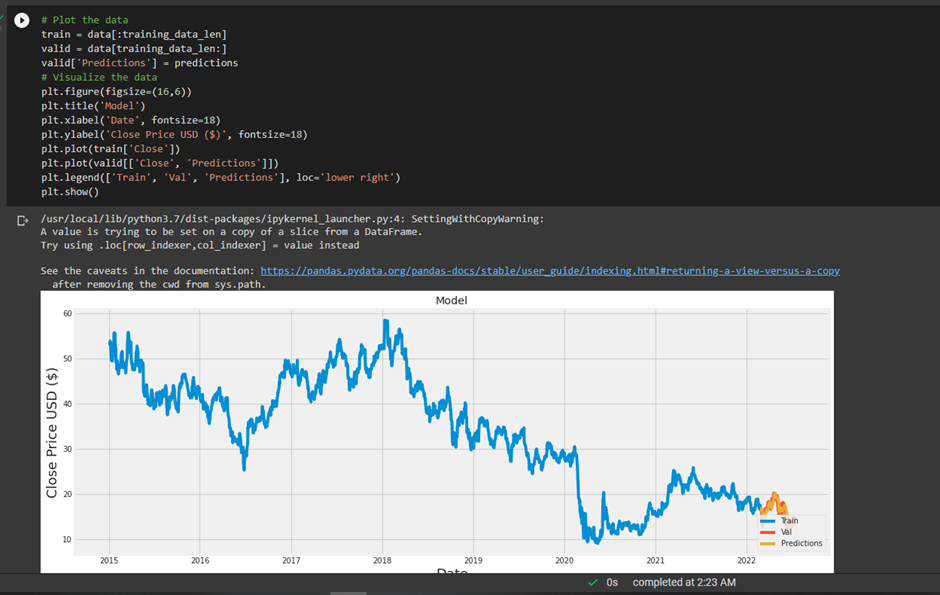 # Plot the data
train = data[:training_data_len]
valid = data[training_data_len:]
valid['Predictions'] = predictions
# Visualize the data
plt.figure(figsize=(16,6))
plt.title('Model')
plt.xlabel('Date', fontsize=18)
plt.ylabel('Close Price USD ($)', fontsize=18)
plt.plot(train['Close'])
plt.plot(valid[['Close', 'Predictions']])
plt.legend(['Train', 'Val', 'Predictions'], loc='lower right')
plt.show()
/usr/local/lib/python3.7/dist-packages/ipykernel_launcher.py:4: SettingWithCopyWarning:
A value is trying to be set on a copy of a slice from a DataFrame.
Try using .loc[row_indexer,col_indexer] = value instead
See the caveats in the documentation: https://pandas.pydata.org/pandas-docs/stable/user_guide/indexing.html#returning-a-view-versus-a-copy
after removing the cwd from sys.path.
Model
Close Price USD ($)
60
50
40
30
20
10
Train
Val
Predictions
2015 2016 2017 2018 2019 2020 2021 2022
Date
0s completed at 2:23 AM